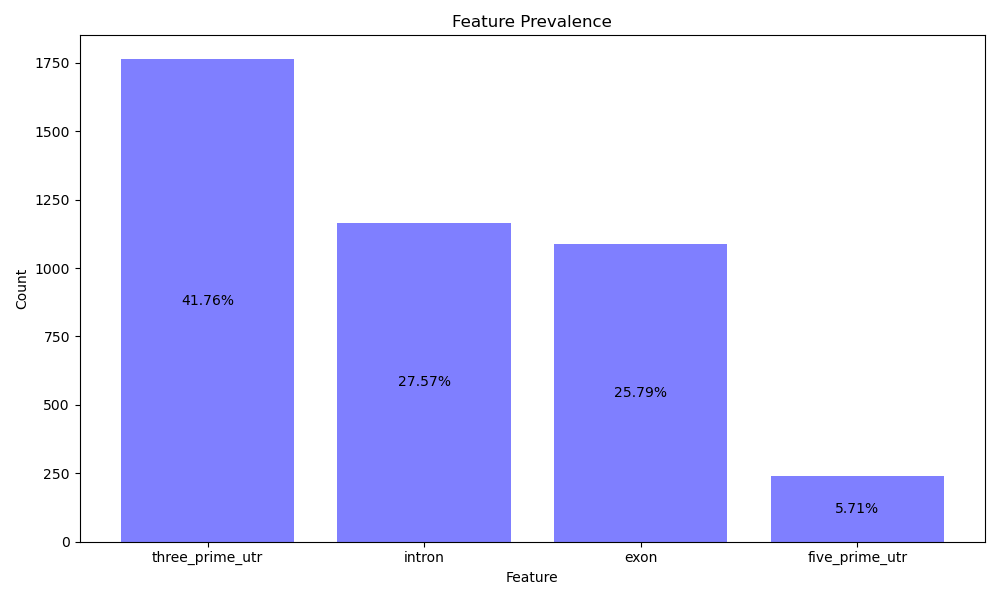 Feature Prevalence
Count
1750
1500
1250
1000
750
500
250
0
41.76%
27.57%
25.79%
5.71%
three_prime_utr
intron
exon
five_prime_utr
Feature